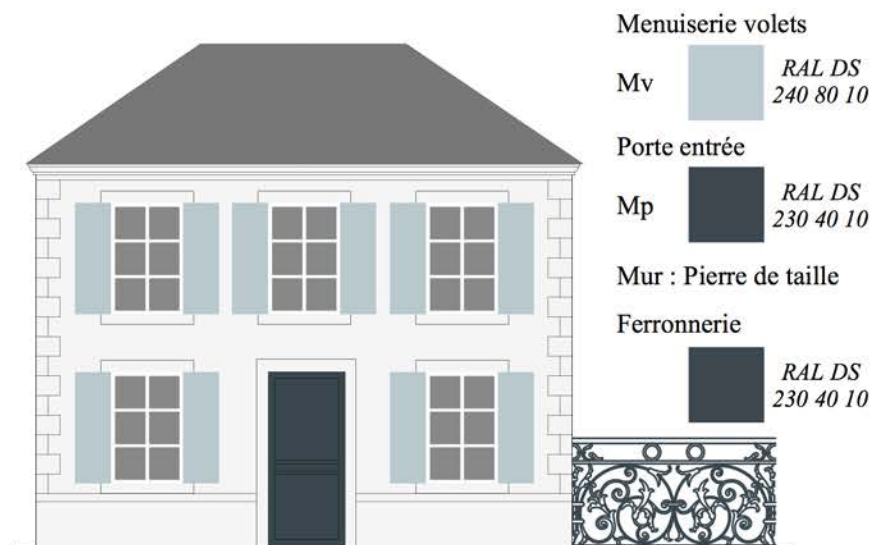 Menuiserie volets
Mv
RAL DS
240 80 10
Porte entrée
Mp
RAL DS
230 40 10
Mur : Pierre de taille
Ferronnerie
RAL DS
230 40 10